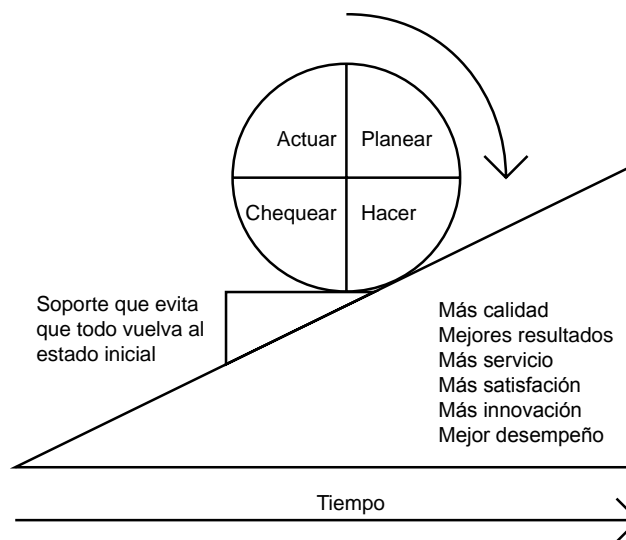 Actuar
Planear
Chequear
Hacer
Soporte que evita
que todo vuelva al
estado inicial
Más calidad
Mejores resultados
Más servicio
Más satisfacción
Más innovación
Mejor desempeño
Tiempo